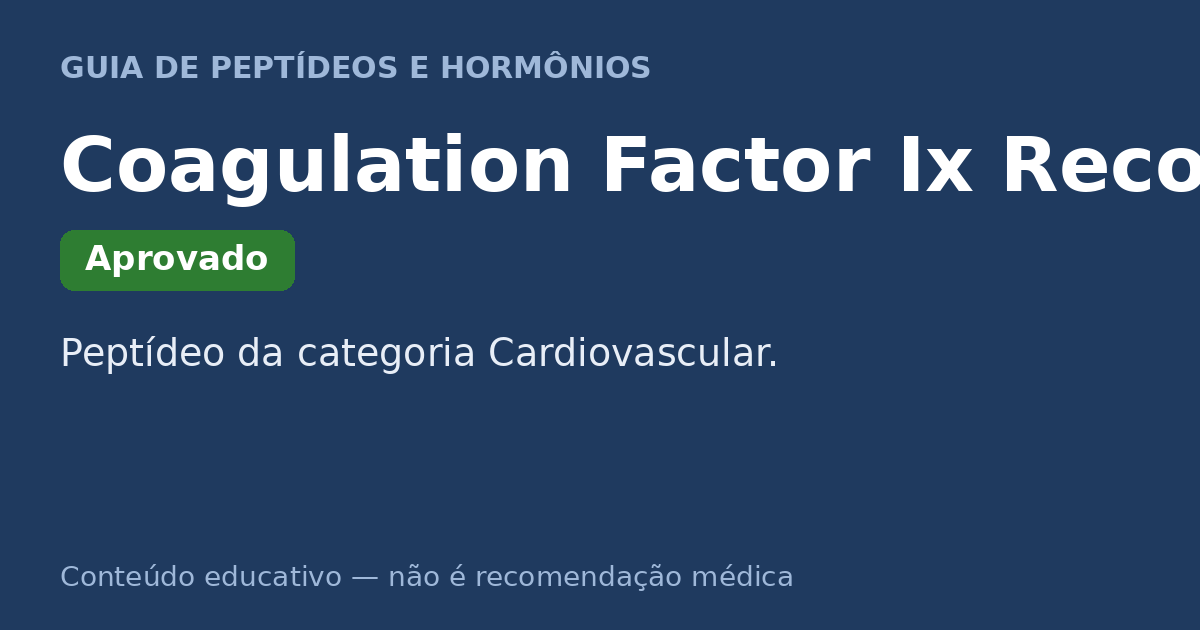 GUIA DE PEPTÍDEOS E HORMÔNIOS
Coagulation Factor Ix Reco
Aprovado
Peptídeo da categoria Cardiovascular.
Conteúdo educativo — não é recomendação médica